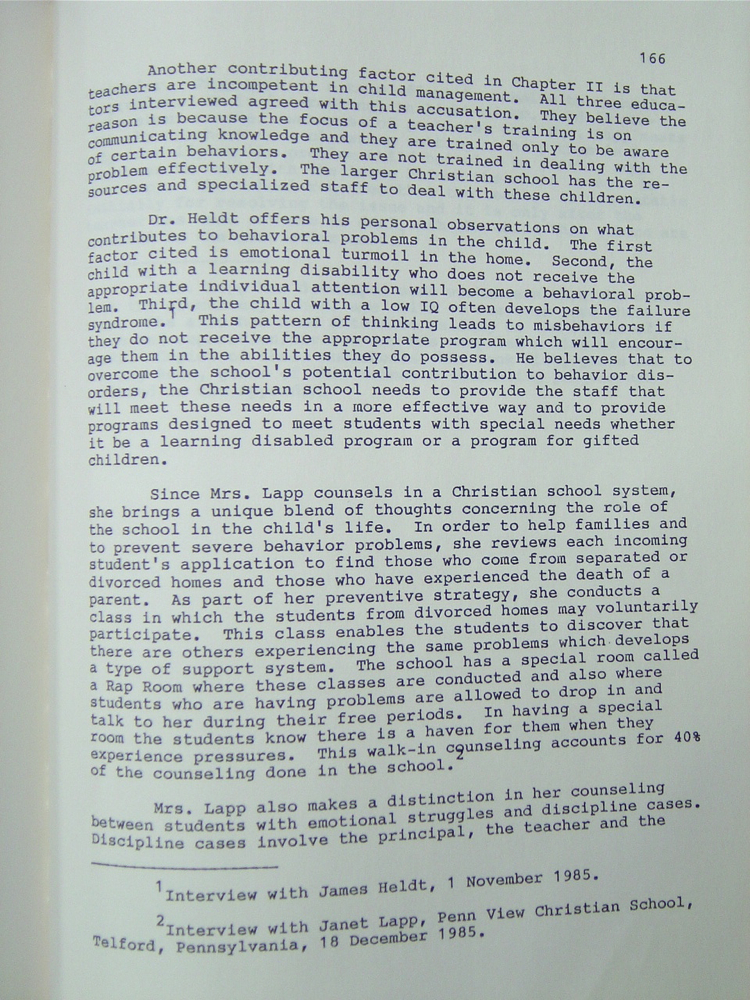 166
Another contributing factor cited in Chapter II is that
teachers are incompetent in child management. All three educa-
tors interviewed agreed with this accusation. They believe the
reason is because the focus of a teacher's training is on
communicating knowledge and they are trained only to be aware
of certain behaviors. They are not trained in dealing with the
problem effectively. The larger Christian school has the re-
sources and specialized staff to deal with these children.
Dr. Heldt offers his personal observations on what
contributes to behavioral problems in the child. The first
factor cited is emotional turmoil in the home. Second, the
child with a learning disability who does not receive the
appropriate individual attention will become a behavioral prob-
lem. Third, the child with a low IQ often develops the failure
syndrome.1 This pattern of thinking leads to misbehaviors if
they do not receive the appropriate program which will encour-
age them in the abilities they do possess. He believes that to
overcome the school's potential contribution to behavior dis-
orders, the Christian school needs to provide the staff that
will meet these needs in a more effective way and to provide
programs designed to meet students with special needs whether
it be a learning disabled program or a program for gifted
children.
Since Mrs. Lapp counsels in a Christian school system,
she brings a unique blend of thoughts concerning the role of
the school in the child's life. In order to help families and
to prevent severe behavior problems, she reviews each incoming
student's application to find those who come from separated or
divorced homes and those who have experienced the death of a
parent. As part of her preventive strategy, she conducts a
class in which the students from divorced homes may voluntarily
participate. This class enables the students to discover that
there are others experiencing the same problems which develops
a type of support system. The school has a special room called
a Rap Room where these classes are conducted and also where
students who are having problems are allowed to drop in and
talk to her during their free periods. In having a special
room the students know there is a haven for them when they
experience pressures. This walk-in counseling accounts for 40%
of the counseling done in the school.2
Mrs. Lapp also makes a distinction in her counseling
between students with emotional struggles and discipline cases.
Discipline cases involve the principal, the teacher and the
1Interview with James Heldt, 1 November 1985.
2Interview with Janet Lapp, Penn View Christian School,
Telford, Pennsylvania, 18 December 1985.